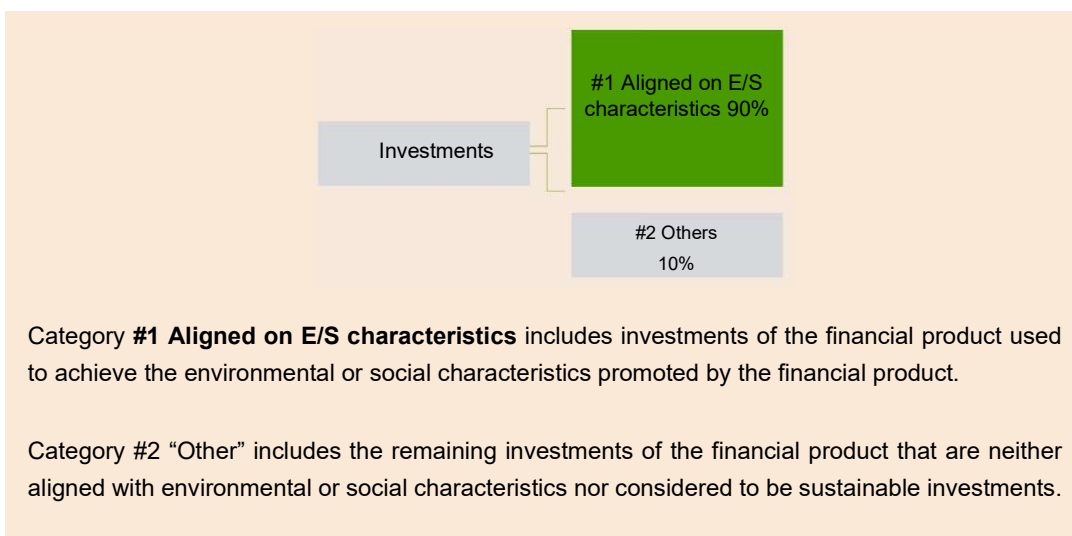 #1 Aligned on E/S
characteristics 90%
Investments
#2 Others
10%
Category #1 Aligned on E/S characteristics includes investments of the financial product used
to achieve the environmental or social characteristics promoted by the financial product.
Category #2 “Other” includes the remaining investments of the financial product that are neither
aligned with environmental or social characteristics nor considered to be sustainable investments.